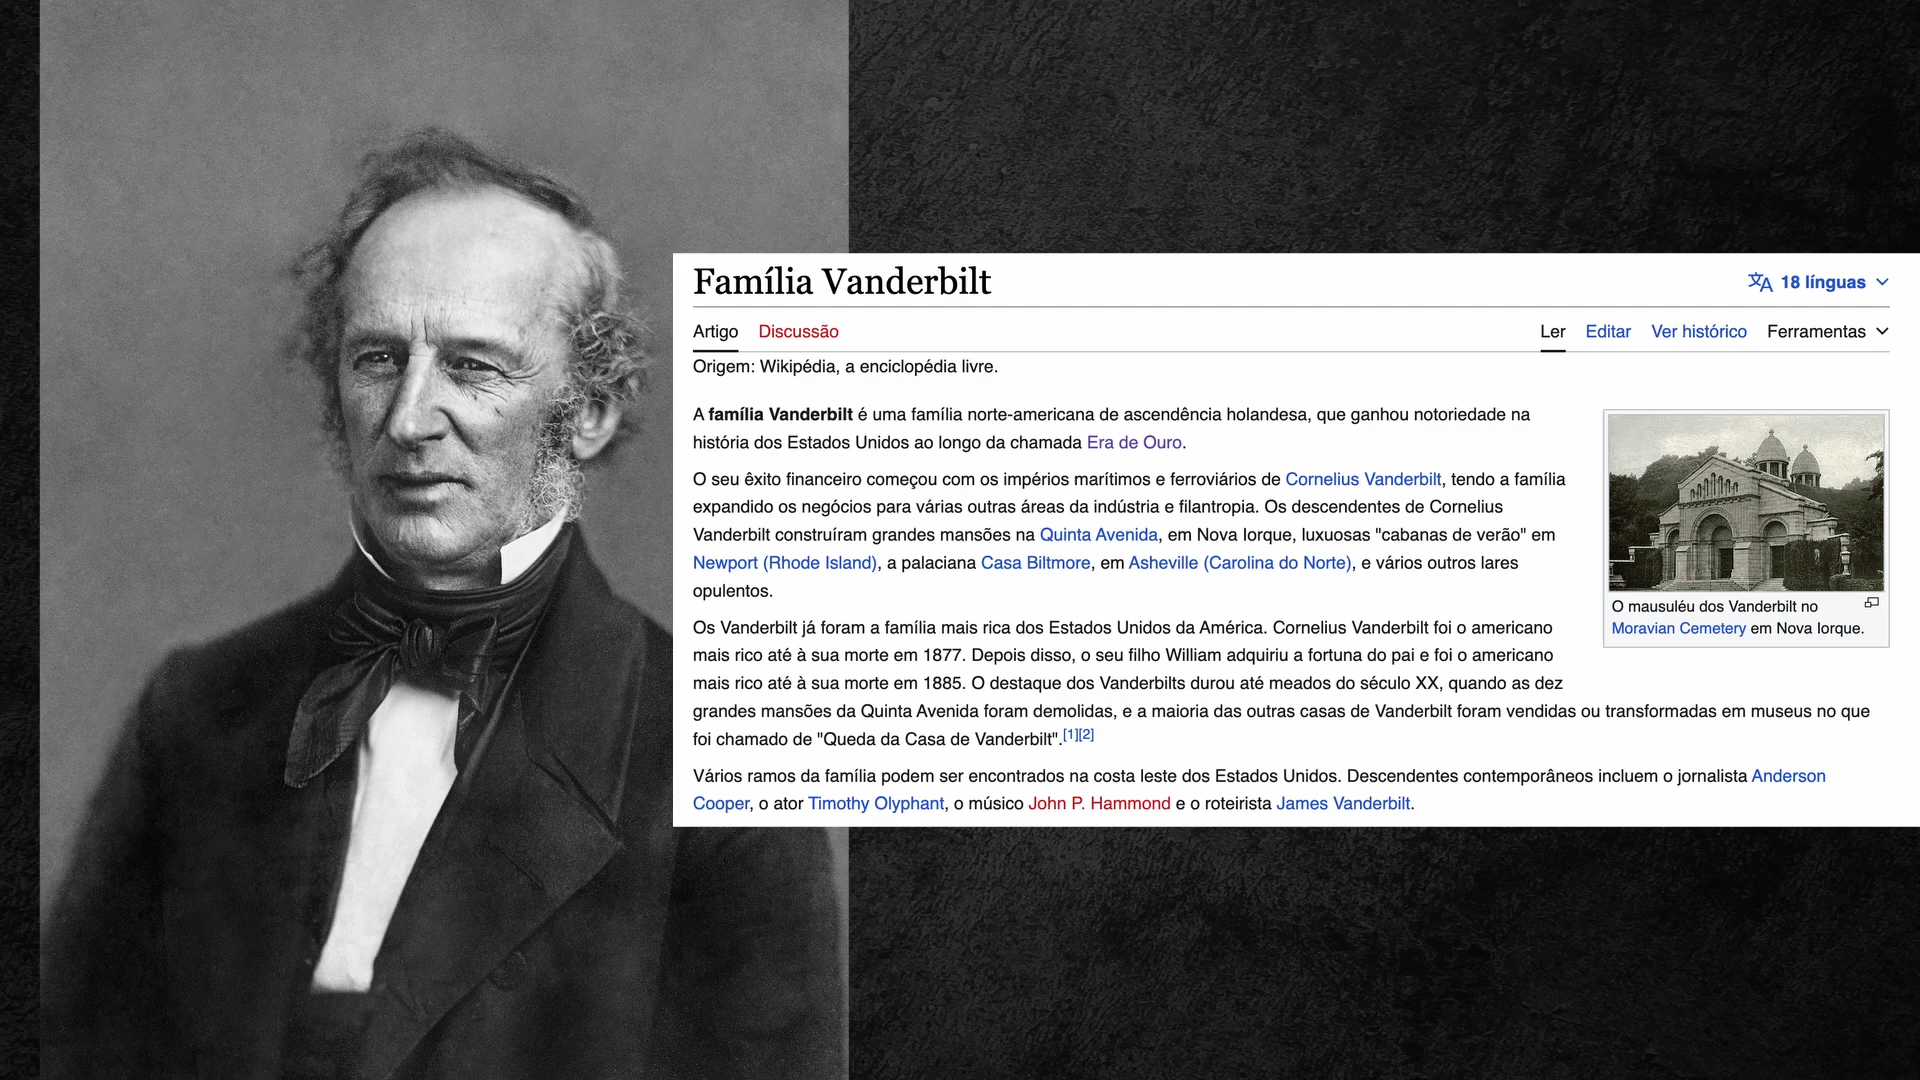 Família Vanderbilt
18 línguas
Artigo Discussão
Ler Editar Ver histórico Ferramentas
Origem: Wikipédia, a enciclopédia livre.
A família Vanderbilt é uma família norte-americana de ascendência holandesa, que ganhou notoriedade na
história dos Estados Unidos ao longo da chamada Era de Ouro.
O seu êxito financeiro começou com os impérios marítimos e ferroviários de Cornelius Vanderbilt, tendo a família
expandido os negócios para várias outras áreas da indústria e filantropia. Os descendentes de Cornelius
Vanderbilt construíram grandes mansões na Quinta Avenida, em Nova Iorque, luxuosas "cabanas de verão" em
Newport (Rhode Island), a palaciana Casa Biltmore, em Asheville (Carolina do Norte), e vários outros lares
opulentos.
O mausuléu dos Vanderbilt no
Moravian Cemetery em Nova Iorque.
Os Vanderbilt já foram a família mais rica dos Estados Unidos da América. Cornelius Vanderbilt foi o americano
mais rico até à sua morte em 1877. Depois disso, o seu filho William adquiriu a fortuna do pai e foi o americano
mais rico até à sua morte em 1885. O destaque dos Vanderbilts durou até meados do século XX, quando as dez
grandes mansões da Quinta Avenida foram demolidas, e a maioria das outras casas de Vanderbilt foram vendidas ou transformadas em museus no que
foi chamado de "Queda da Casa de Vanderbilt".[1][2]
Vários ramos da família podem ser encontrados na costa leste dos Estados Unidos. Descendentes contemporâneos incluem o jornalista Anderson
Cooper, o ator Timothy Olyphant, o músico John P. Hammond e o roteirista James Vanderbilt.